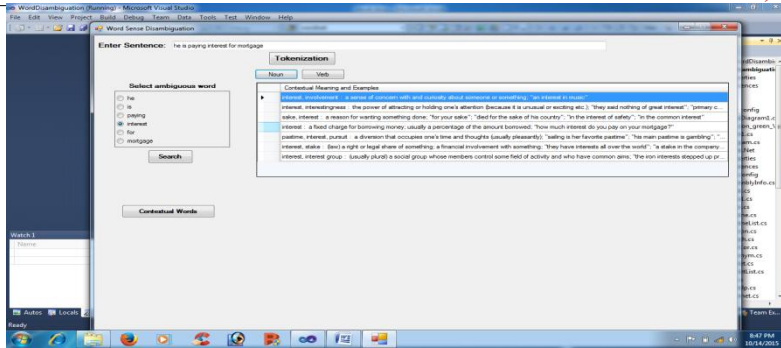 WordDisambiguation (Running) - Microsoft Visual Studio
File Edit View Project Build Debug Team Data Tools Test Window Help
Word Sense Disambiguation
Enter Sentence: he is paying interest for mortgage
Tokenization
Noun Verb
Select ambiguous word
he
is
paying
interest
for
mortgage
Search
Contextual Words
Contextual Meaning and Examples
interest, involvement : a sense of concern with and curiosity about someone or something; "an interest in music"
interest, interestingness : the power of attracting or holding one's attention (because it is unusual or exciting etc.); "they said nothing of great interest"; "primary c...
sake, interest : a reason for wanting something done; "for your sake"; "died for the sake of his country"; "in the interest of safety"; "in the common interest"
interest : a fixed charge for borrowing money; usually a percentage of the amount borrowed; "how much interest do you pay on your mortgage?"
pastime, interest, pursuit : a diversion that occupies one's time and thoughts (usually pleasantly); "sailing is her favorite pastime"; "his main pastime is gambling"; "...
interest, stake : (law) a right or legal share of something; a financial involvement with something; "they have interests all over the world"; "a stake in the company...
interest, interest group : (usually plural) a social group whose members control some field of activity and who have common aims; "the iron interests stepped up pr...
Watch 1
Name
Autos Locals
Team Ex...
Ready
8:47 PM
10/14/2015